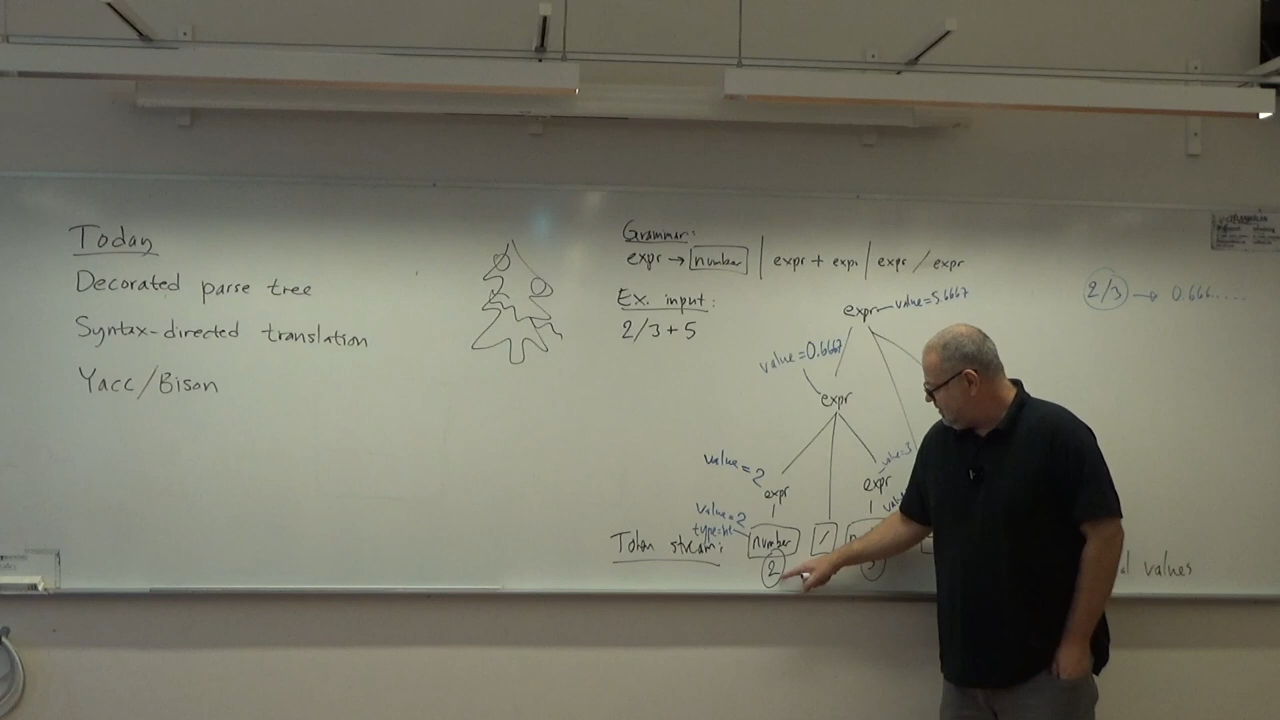 Today
Decorated parse tree
Syntax-directed translation
Yacc/Bison
Grammar:
expr → number | expr + expr | expr / expr
Ex. input:
2/3+5
2/3 → 0.666....
expr value=5.6667
value=0.6667
expr
value=2
expr
value=3
expr
value=2
Token stream:
number
/
2
3
values